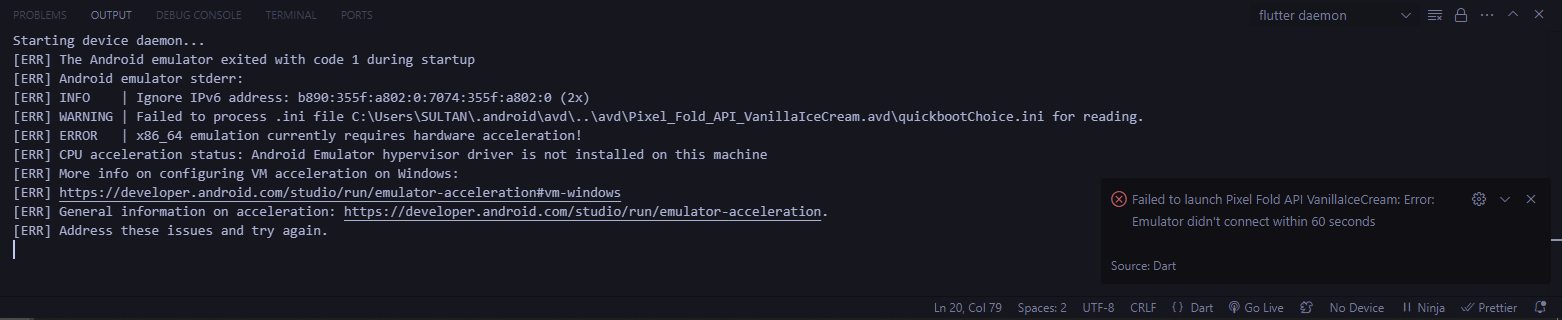 PROBLEMS OUTPUT DEBUG CONSOLE TERMINAL PORTS flutter daemon
Starting device daemon...
[ERR] The Android emulator exited with code 1 during startup
[ERR] Android emulator stderr:
[ERR] INFO    | Ignore IPv6 address: b890:355f:a802:0:7074:355f:a802:0 (2x)
[ERR] WARNING | Failed to process .ini file C:\Users\SULTAN\.android\avd\..\avd\Pixel_Fold_API_VanillaIceCream.avd\quickbootChoice.ini for reading.
[ERR] ERROR   | x86_64 emulation currently requires hardware acceleration!
[ERR] CPU acceleration status: Android Emulator hypervisor driver is not installed on this machine
[ERR] More info on configuring VM acceleration on Windows:
[ERR] https://developer.android.com/studio/run/emulator-acceleration#vm-windows
[ERR] General information on acceleration: https://developer.android.com/studio/run/emulator-acceleration.
[ERR] Address these issues and try again.
Failed to launch Pixel Fold API VanillaIceCream: Error:
Emulator didn't connect within 60 seconds
Source: Dart
Ln 20, Col 79 Spaces: 2 UTF-8 CRLF {} Dart Go Live No Device Ninja Prettier